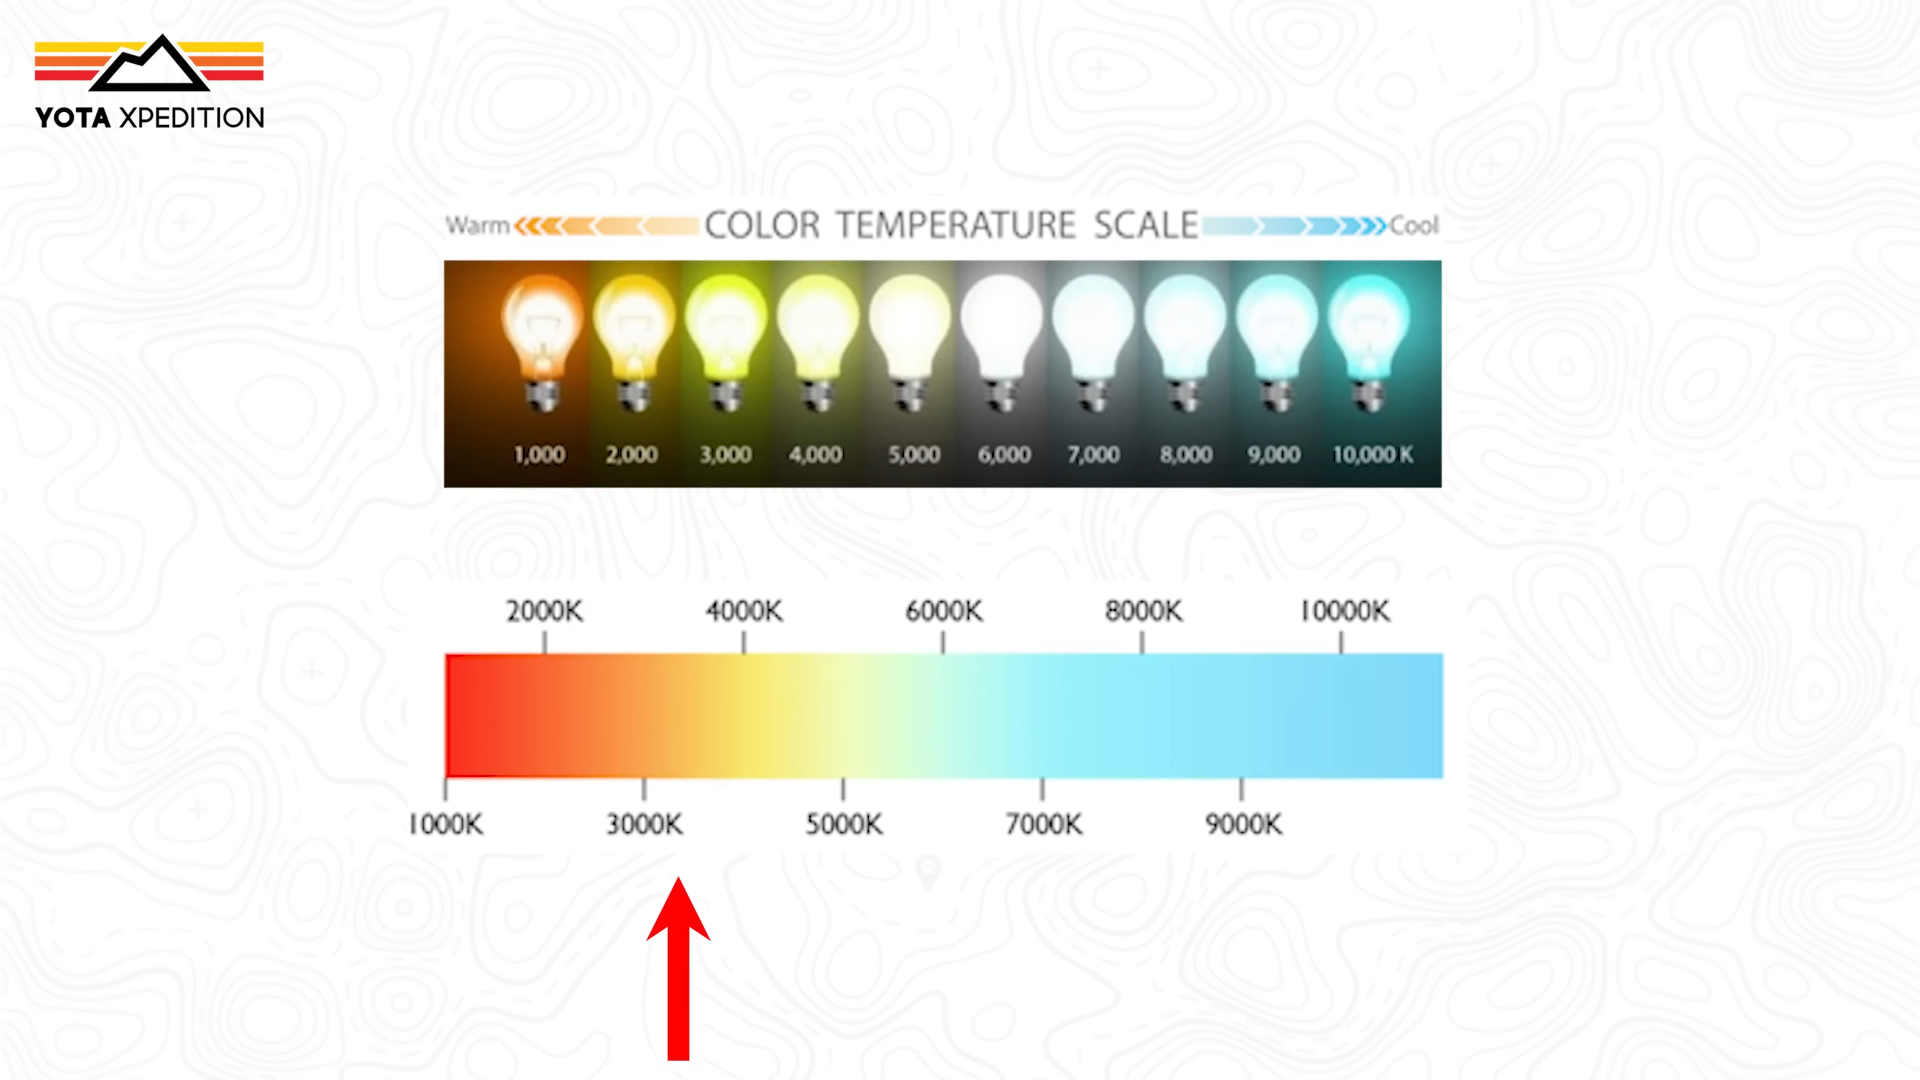 YOTA XPEDITION
Warm COLOR TEMPERATURE SCALE Cool
1,000 2,000 3,000 4,000 5,000 6,000 7,000 8,000 9,000 10,000 K
2000K 4000K 6000K 8000K 10000K
1000K 3000K 5000K 7000K 9000K